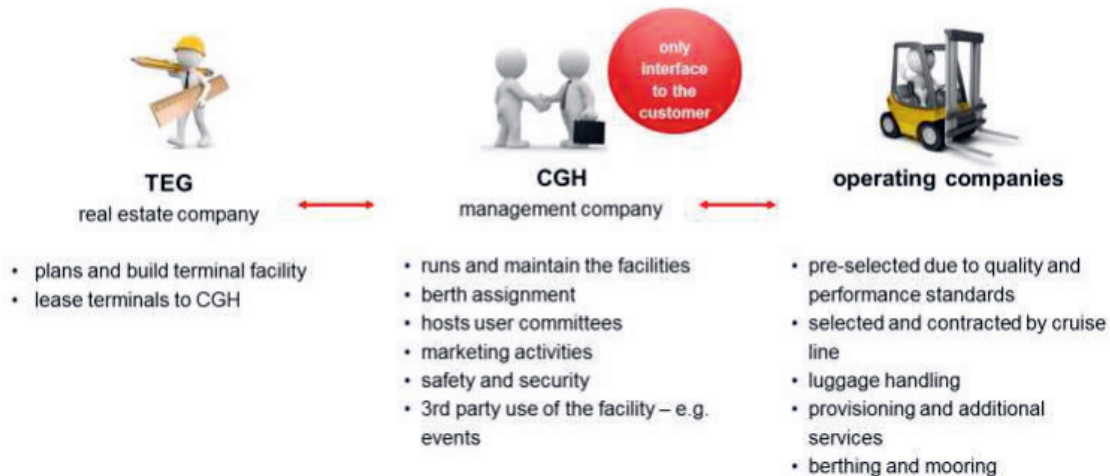 only
interface
to the
customer
TEG
real estate company
• plans and build terminal facility
• lease terminals to CGH
CGH
management company
• runs and maintain the facilities
• berth assignment
• hosts user committees
• marketing activities
• safety and security
• 3rd party use of the facility – e.g.
events
operating companies
• pre-selected due to quality and
performance standards
• selected and contracted by cruise
line
• luggage handling
• provisioning and additional
services
• berthing and mooring